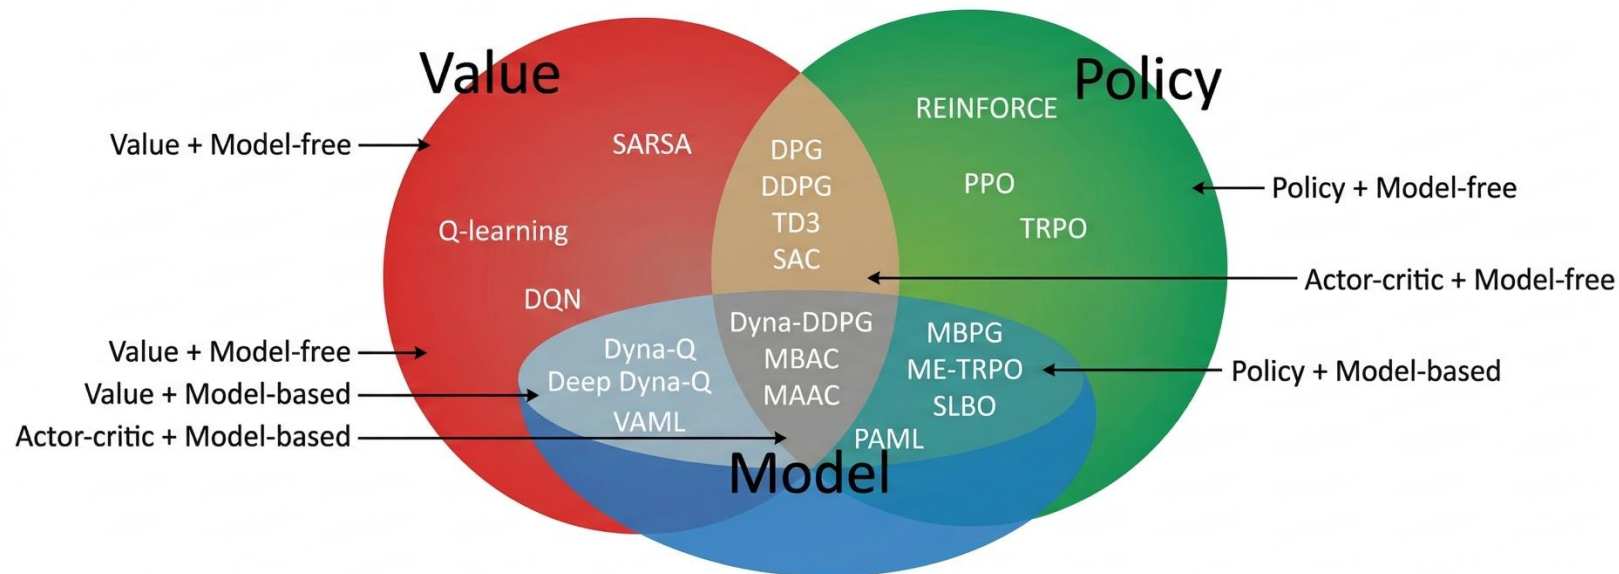 Value
Policy
Value + Model-free
SARSA
Q-learning
DQN
DPG
DDPG
TD3
SAC
REINFORCE
PPO
TRPO
Policy + Model-free
Actor-critic + Model-free
Value + Model-free
Value + Model-based
Actor-critic + Model-based
Dyna-Q
Deep Dyna-Q
VAML
Dyna-DDPG
MBAC
MAAC
MBPG
ME-TRPO
SLBO
PAML
Policy + Model-based
Model